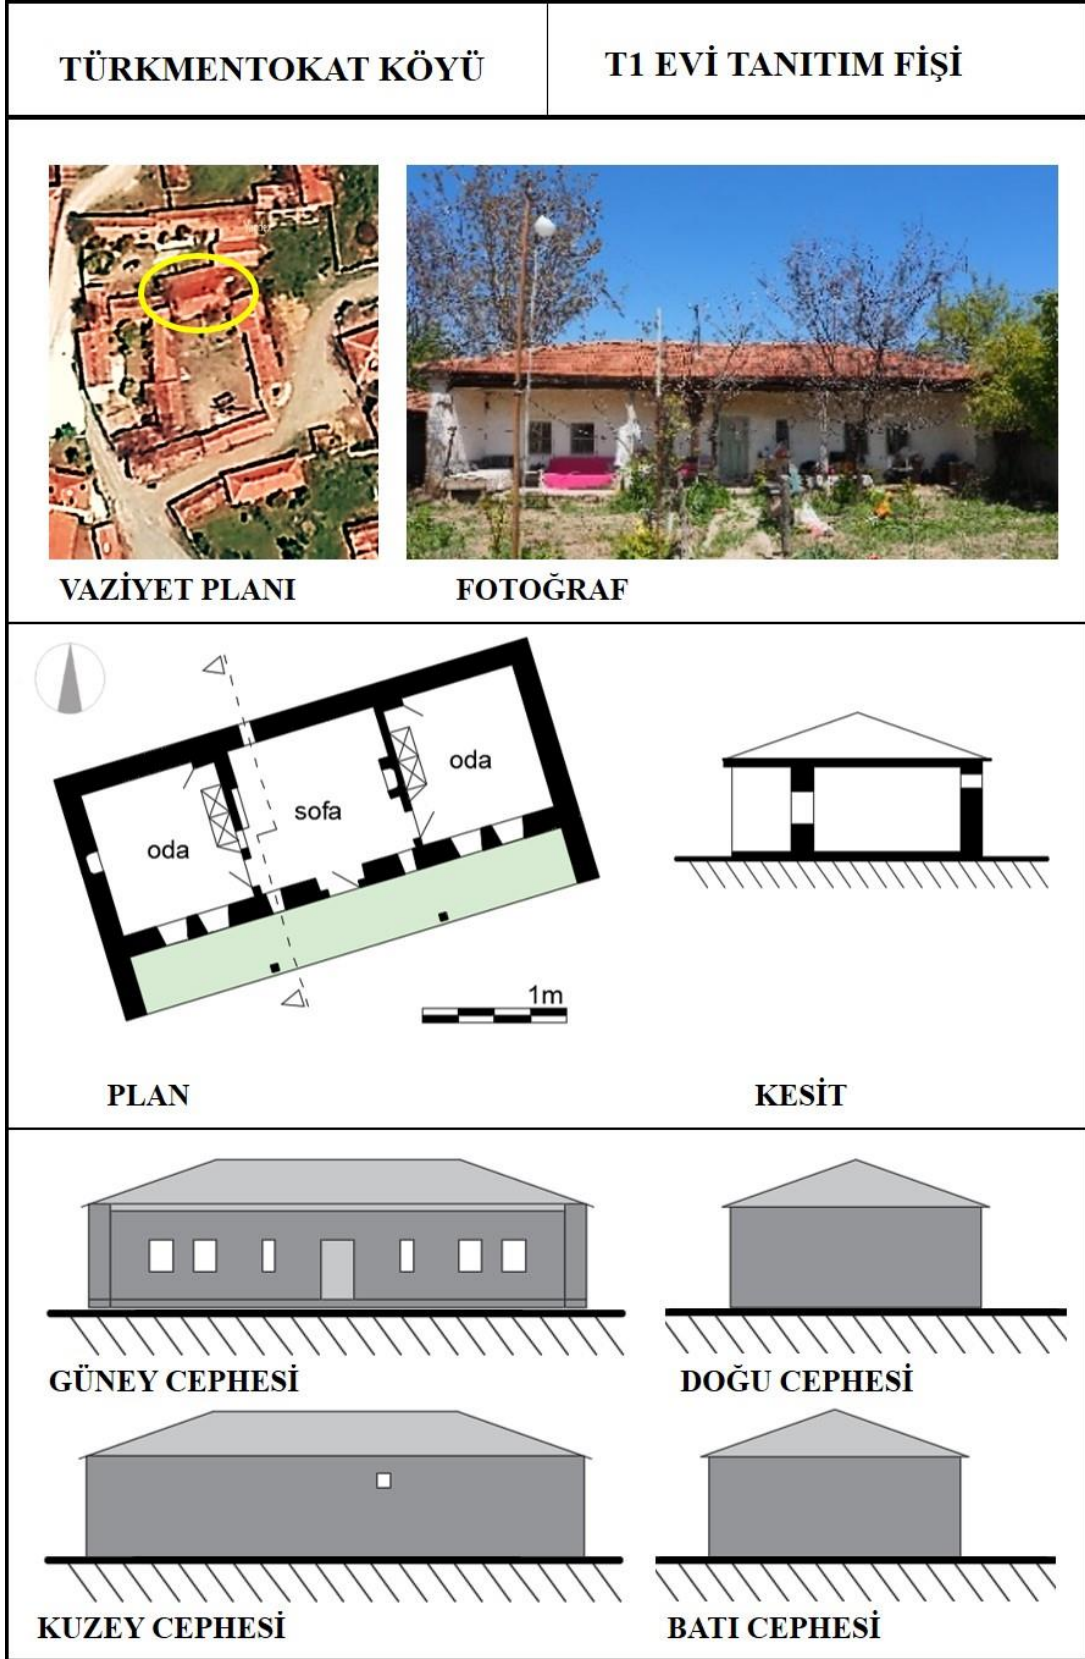 TÜRKMENTOKAT KÖYÜ
T1 EVİ TANITIM FİŞİ
VAZİYET PLANI
FOTOĞRAF
oda
sofa
oda
1m
PLAN
KESİT
GÜNEY CEPHESİ
DOĞU CEPHESİ
KUZEY CEPHESİ
BATI CEPHESİ